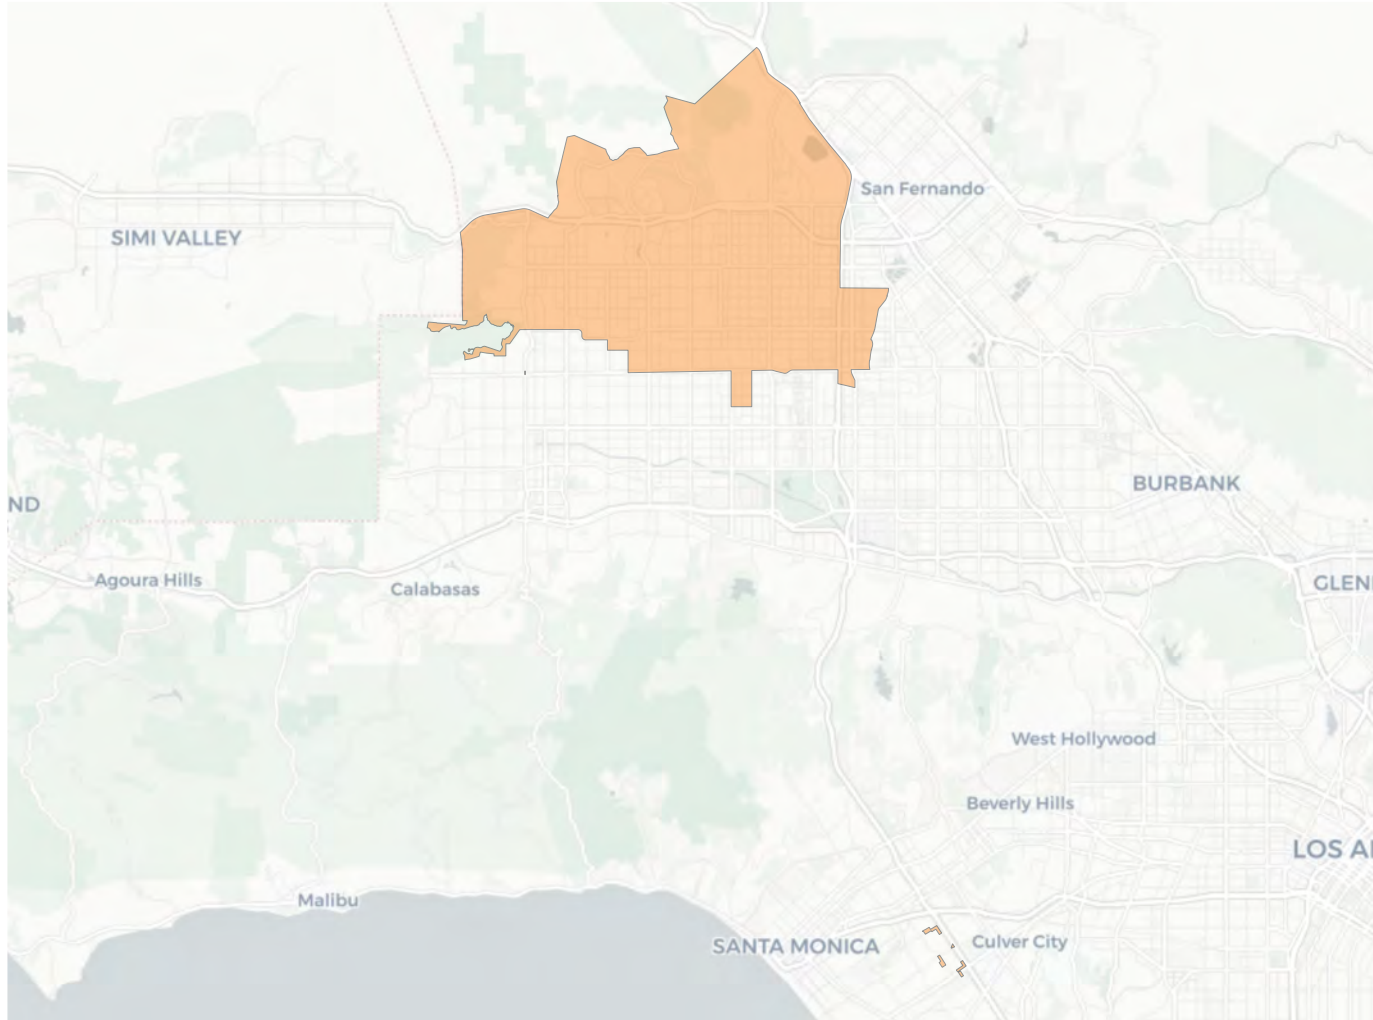 San Fernando
SIMI VALLEY
BURBANK
ND
Agoura Hills
Calabasas
GLEN
West Hollywood
Beverly Hills
LOS A
Malibu
SANTA MONICA
Culver City